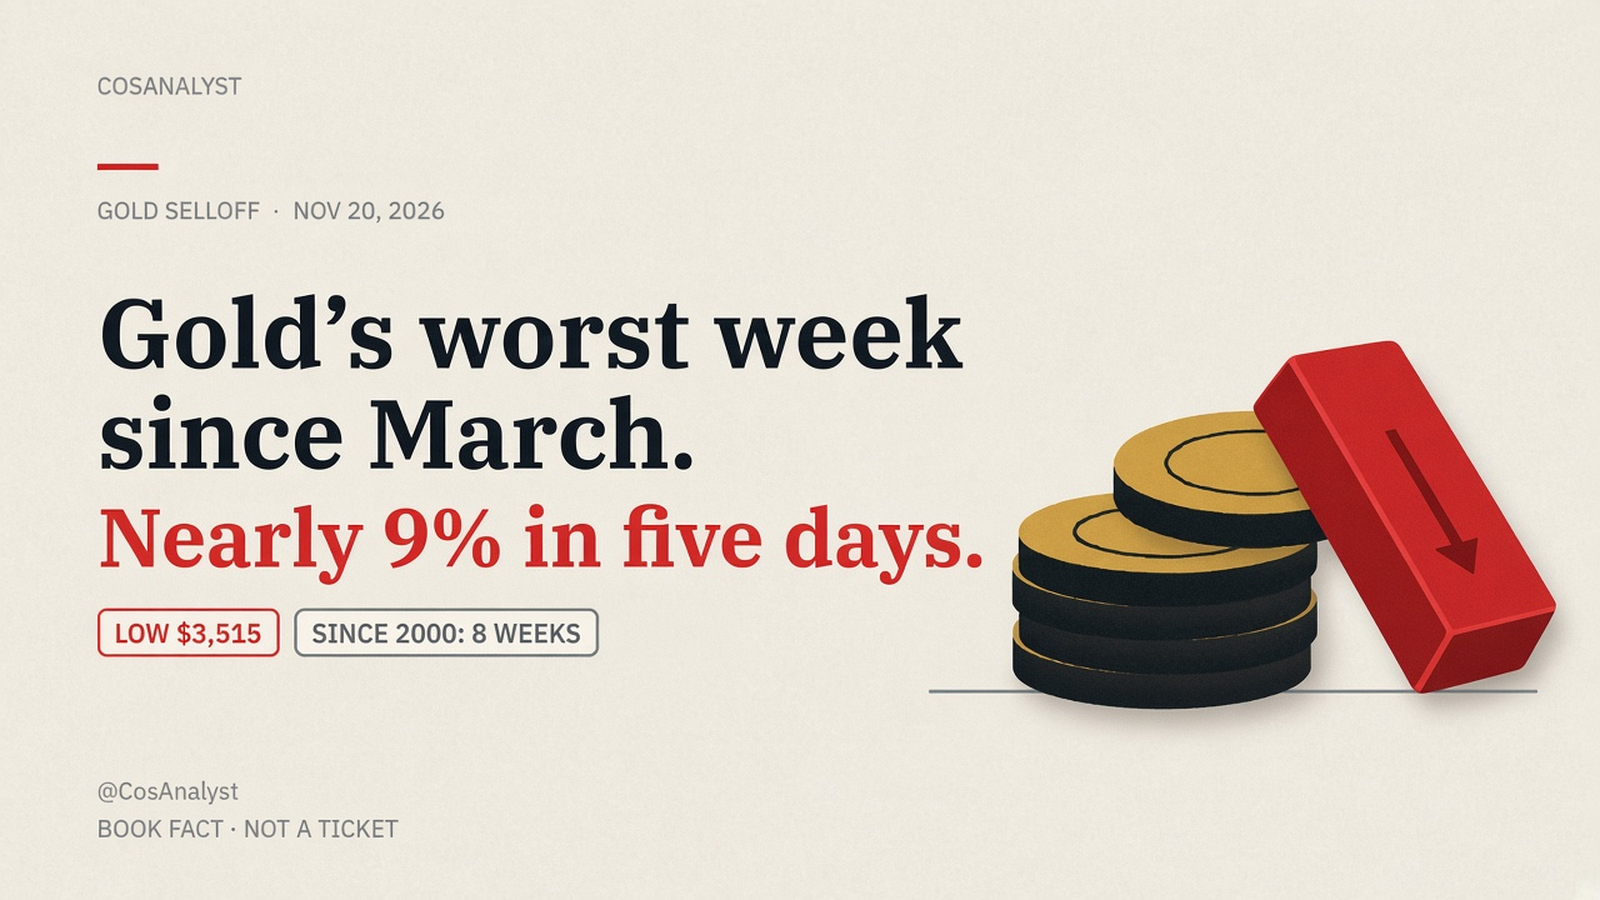 COSANALYST
GOLD SELLOFF · NOV 20, 2026
Gold’s worst week
since March.
Nearly 9% in five days.
LOW $3,515
SINCE 2000: 8 WEEKS
@CosAnalyst
BOOK FACT · NOT A TICKET